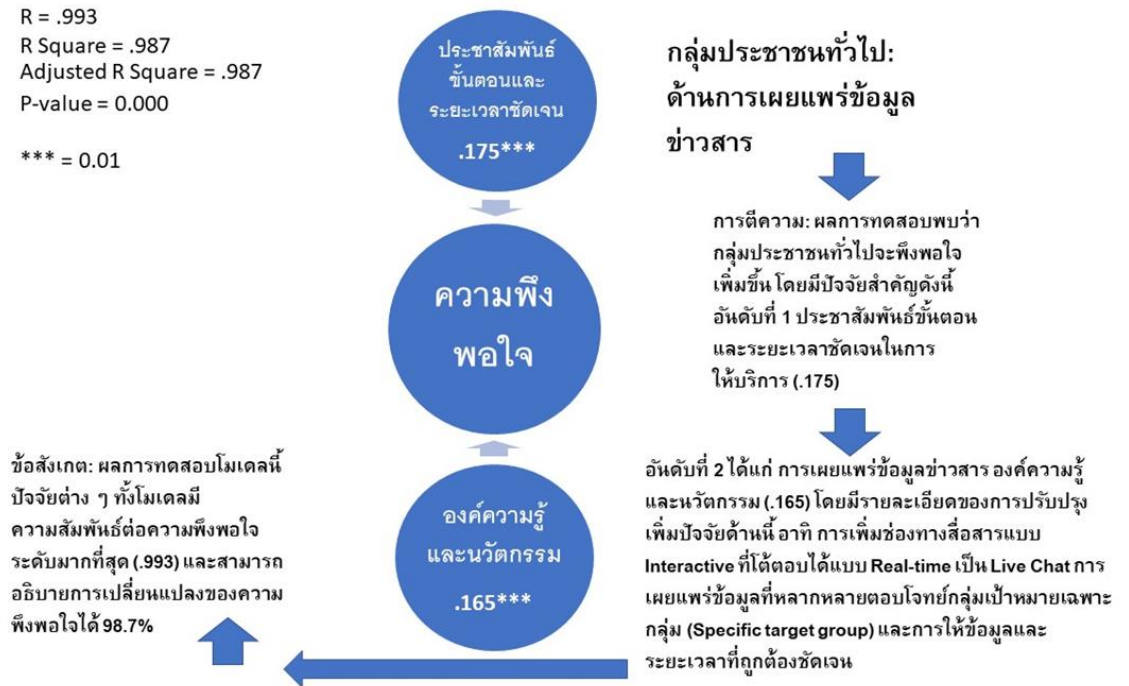 R = .993
R Square = .987
Adjusted R Square = .987
P-value = 0.000
*** = 0.01
ประชาสัมพันธ์
ขั้นตอนและ
ระยะเวลาชัดเจน
.175***
ความพึง
พอใจ
องค์ความรู้
และนวัตกรรม
.165***
กลุ่มประชาชนทั่วไป:
ด้านการเผยแพร่ข้อมูล
ข่าวสาร
การตีความ: ผลการทดสอบพบว่า
กลุ่มประชาชนทั่วไปจะพึงพอใจ
เพิ่มขึ้น โดยมีปัจจัยสำคัญดังนี้
อันดับที่ 1 ประชาสัมพันธ์ขั้นตอน
และระยะเวลาชัดเจนในการ
ให้บริการ (.175)
อันดับที่ 2 ได้แก่ การเผยแพร่ข้อมูลข่าวสาร องค์ความรู้
และนวัตกรรม (.165) โดยมีรายละเอียดของการปรับปรุง
เพิ่มปัจจัยด้านนี้ อาทิ การเพิ่มช่องทางสื่อสารแบบ
Interactive ที่โต้ตอบได้แบบ Real-time เป็น Live Chat การ
เผยแพร่ข้อมูลที่หลากหลายตอบโจทย์กลุ่มเป้าหมายเฉพาะ
กลุ่ม (Specific target group) และการให้ข้อมูลและ
ระยะเวลาที่ถูกต้องชัดเจน
ข้อสังเกต: ผลการทดสอบโมเดลนี้
ปัจจัยต่าง ๆ ทั้งโมเดลมี
ความสัมพันธ์ต่อความพึงพอใจ
ระดับมากที่สุด (.993) และสามารถ
อธิบายการเปลี่ยนแปลงของความ
พึงพอใจได้ 98.7%